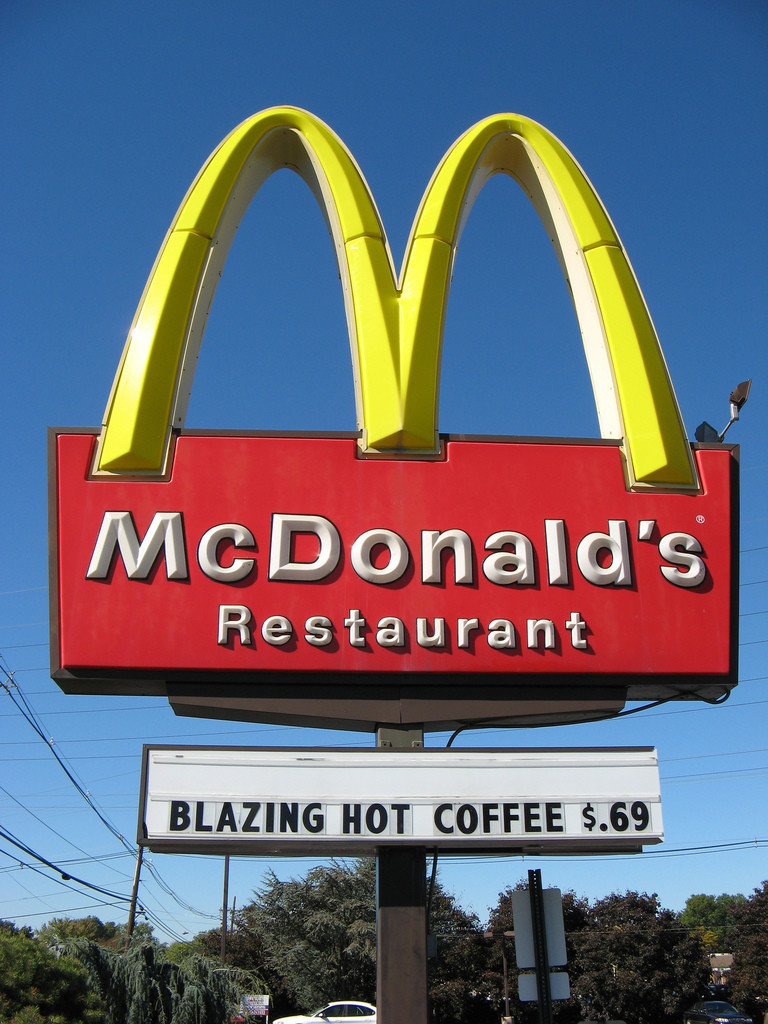 McDonald's®
Restaurant
BLAZING HOT COFFEE $.69